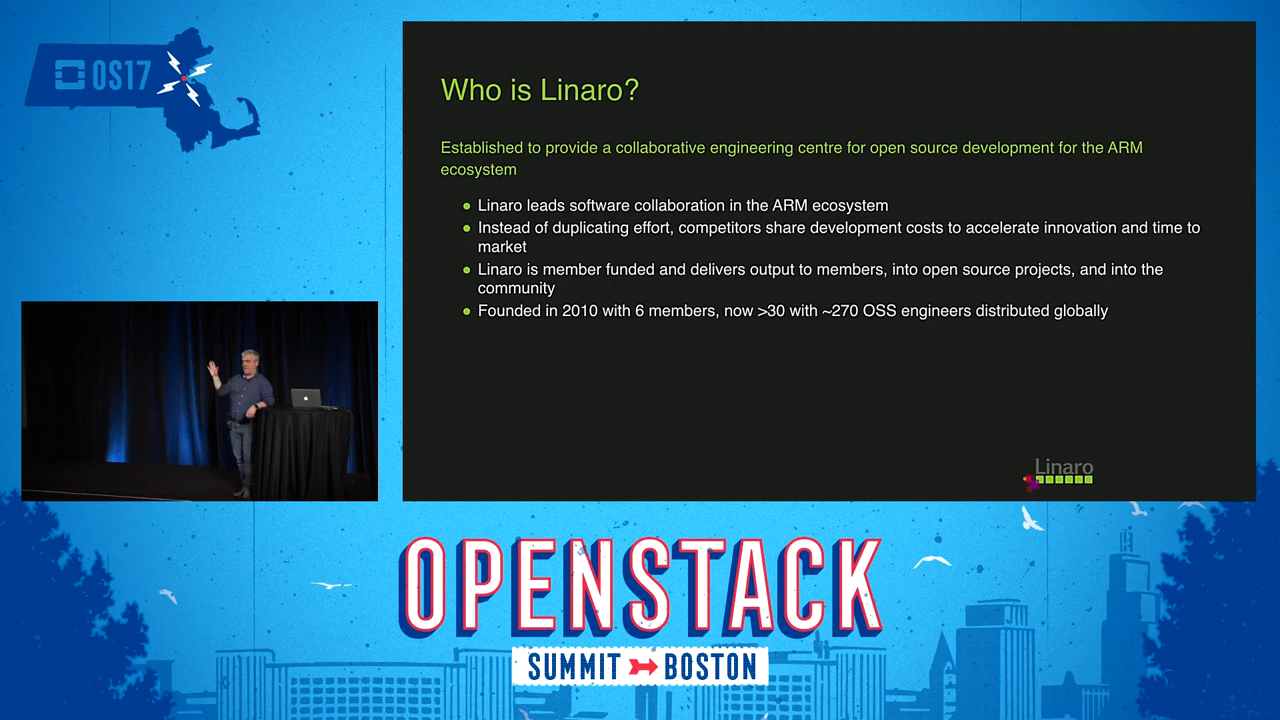 OS17
Who is Linaro?
Established to provide a collaborative engineering centre for open source development for the ARM
ecosystem
Linaro leads software collaboration in the ARM ecosystem
Instead of duplicating effort, competitors share development costs to accelerate innovation and time to
market
Linaro is member funded and delivers output to members, into open source projects, and into the
community
Founded in 2010 with 6 members, now >30 with ~270 OSS engineers distributed globally
Linaro
OPENSTACK
SUMMIT BOSTON